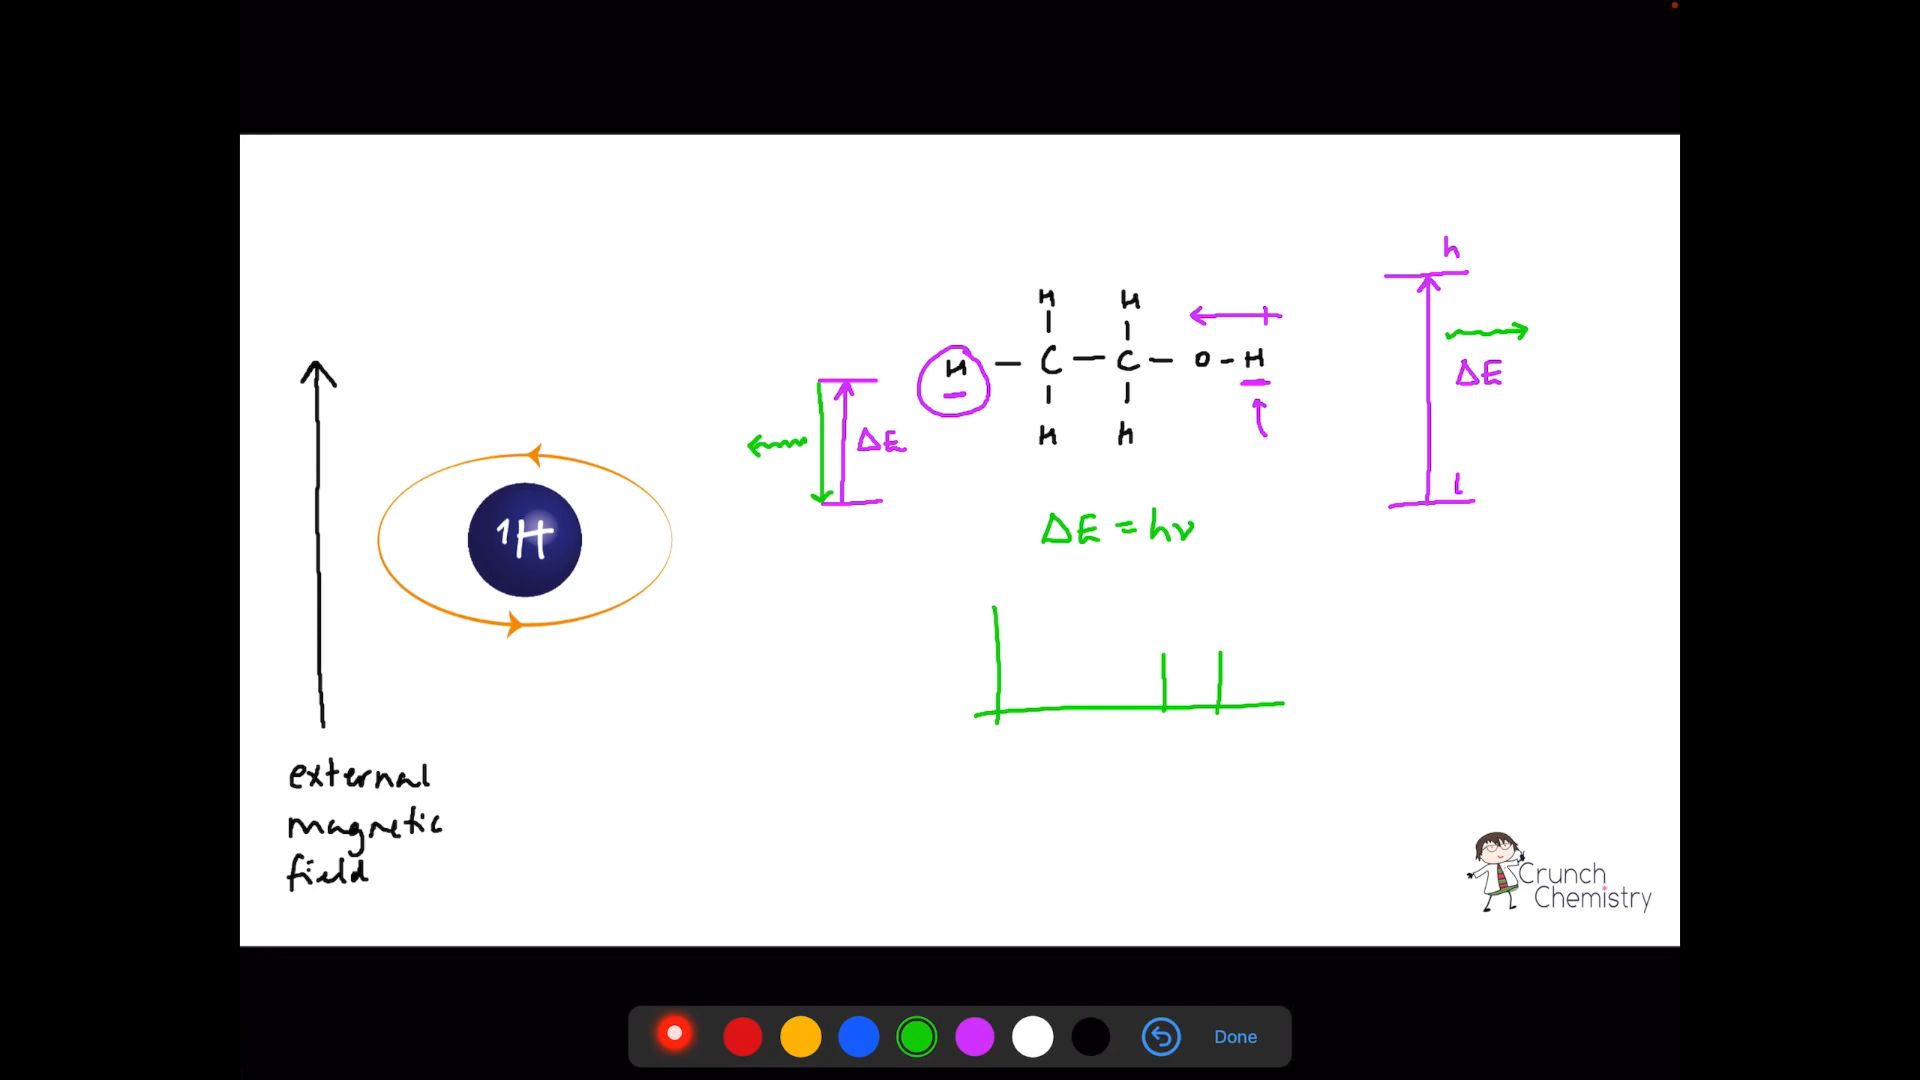 h
H H
H - C - C - O - H
H h
ΔE
ΔE
l
¹H
ΔE = hν
external
magnetic
field
Crunch
Chemistry
Done